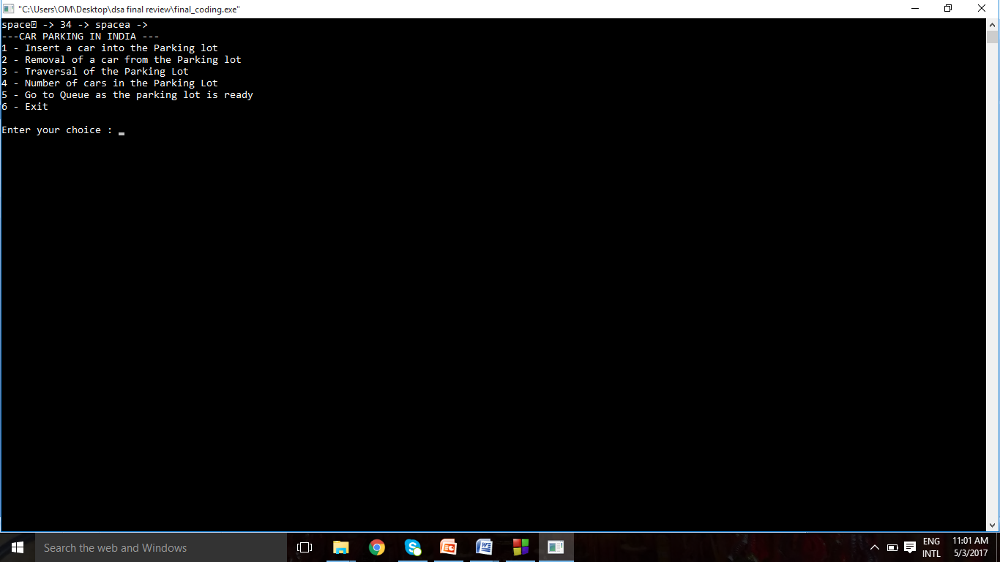 "C:\Users\OM\Desktop\dsa final review\final_coding.exe"
space -> 34 -> spacea ->
---CAR PARKING IN INDIA ---
1 - Insert a car into the Parking lot
2 - Removal of a car from the Parking lot
3 - Traversal of the Parking Lot
4 - Number of cars in the Parking Lot
5 - Go to Queue as the parking lot is ready
6 - Exit
Enter your choice : _
Search the web and Windows
ENG
INTL
11:01 AM
5/3/2017